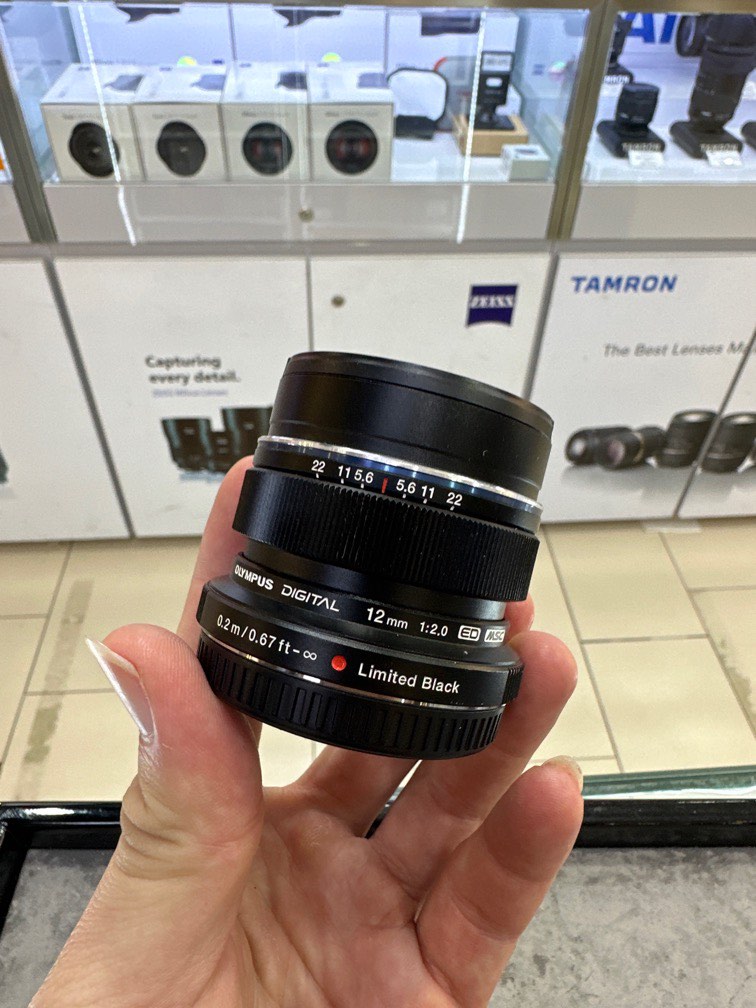 ZEISS
TAMRON
The Best Lenses
Capturing
every detail.
22 11 5.6 5.6 11 22
OLYMPUS DIGITAL 12mm 1:2.0 ED MSC
0.2m/0.67ft-∞ Limited Black